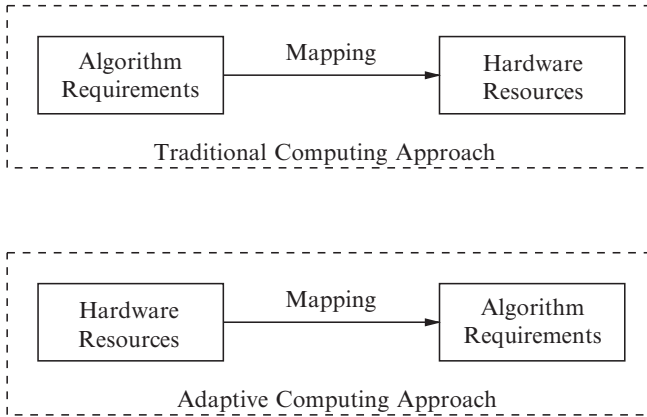 Algorithm
Requirements
Mapping
Hardware
Resources
Traditional Computing Approach
Hardware
Resources
Mapping
Algorithm
Requirements
Adaptive Computing Approach